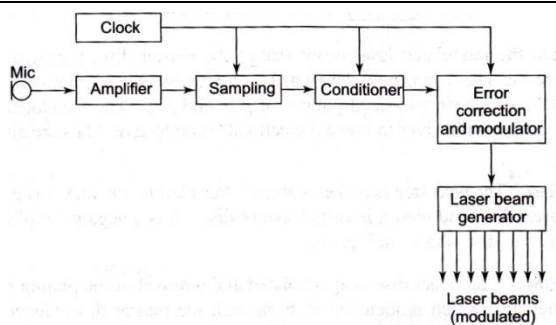 Clock
Mic
Amplifier
Sampling
Conditioner
Error
correction
and modulator
Laser beam
generator
Laser beams
(modulated)